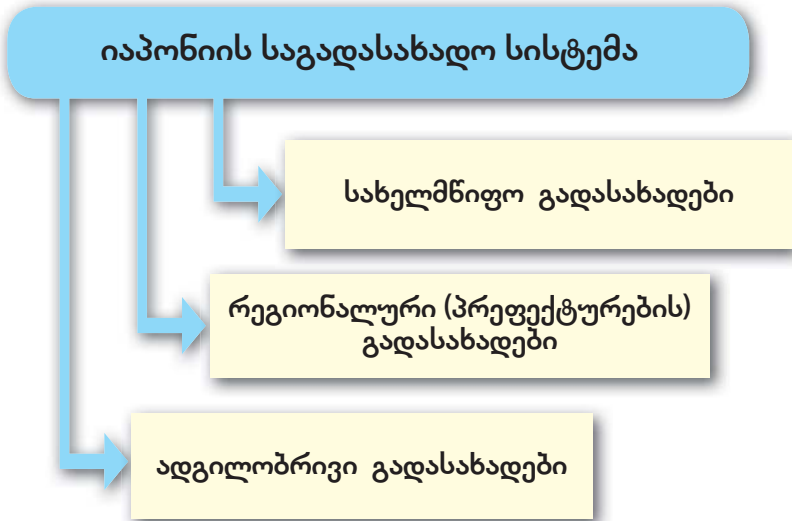 იაპონიის საგადასახადო სისტემა
სახელმწიფო გადასახადები
რეგიონალური (პრეფექტურების)
გადასახადები
ადგილობრივი გადასახადები